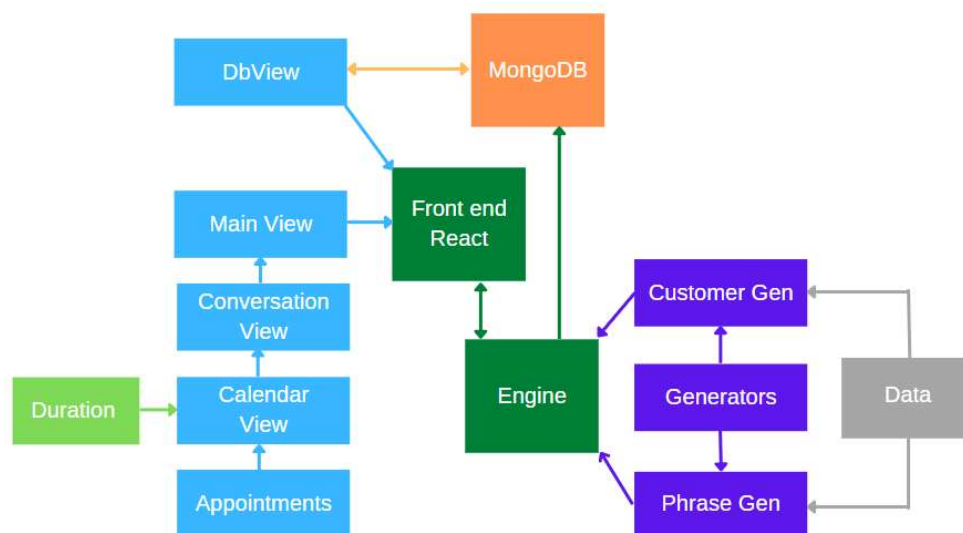 DbView
MongoDB
Front end
React
Main View
Conversation
View
Customer Gen
Duration
Calendar
View
Engine
Generators
Data
Appointments
Phrase Gen